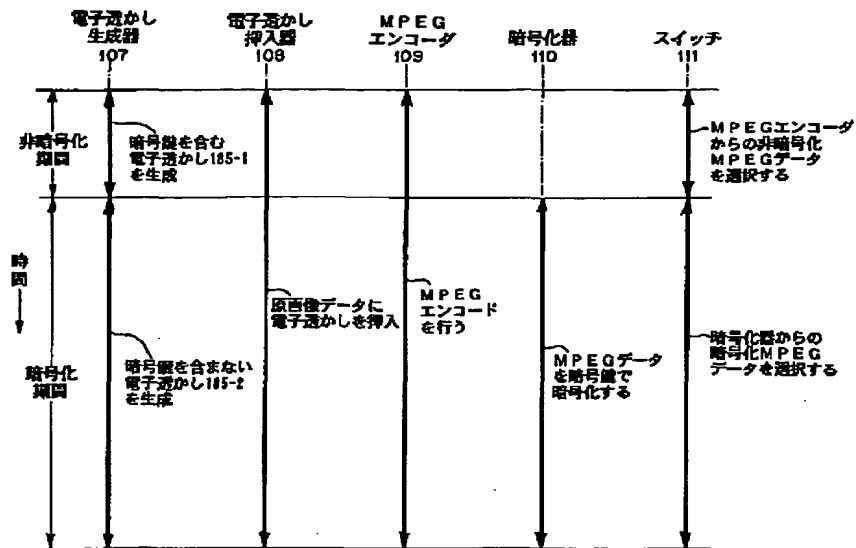 電子透かし
生成器
107
電子透かし
挿入器
108
MPEG
エンコーダ
109
暗号化器
110
スイッチ
111
非暗号化
期間
暗号鍵を含む
電子透かし185-1
を生成
MPEGエンコーダ
からの非暗号化
MPEGデータ
を選択する
時
間
暗号化
期間
暗号鍵を含まない
電子透かし185-2
を生成
原画像データに
電子透かしを挿入
MPEG
エンコード
を行う
MPEGデータ
を暗号鍵で
暗号化する
暗号化器からの
暗号化MPEG
データを選択する